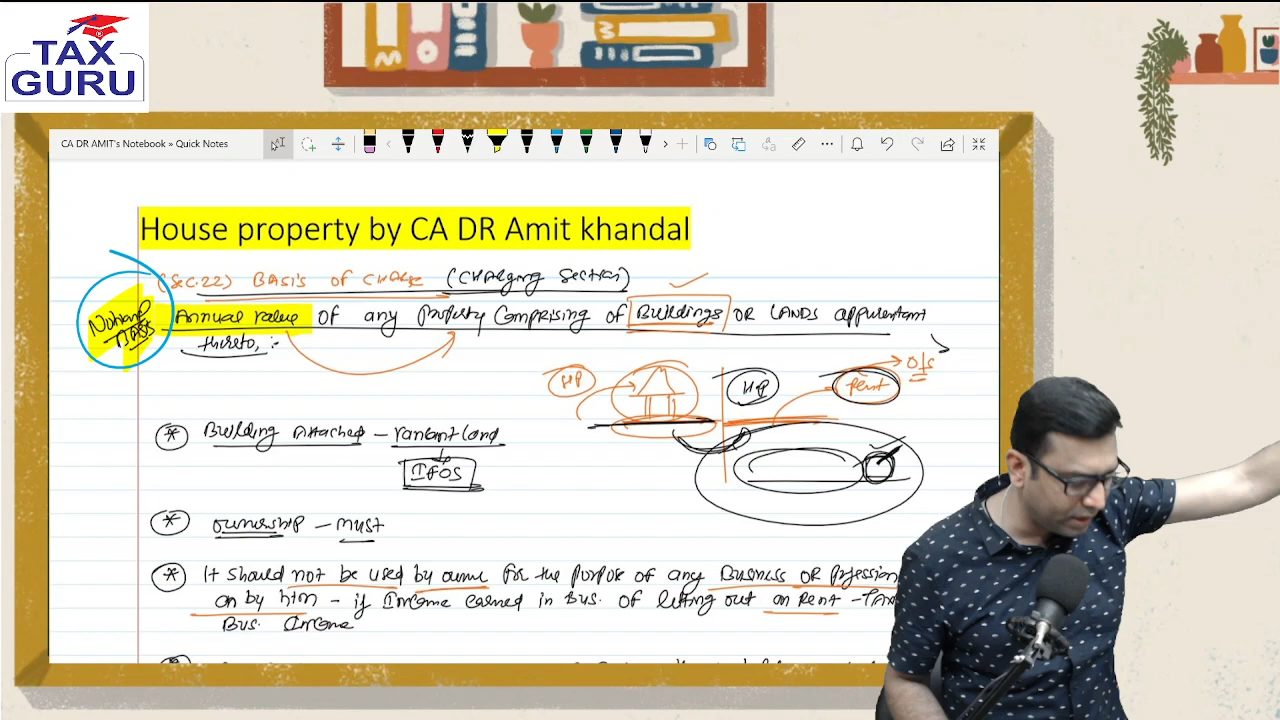 TAX
GURU
CA DR AMIT's Notebook » Quick Notes
House property by CA DR Amit khandal
(Sec.22) BASIS OF CHARGE (CHARging Section)
Notional
BASIS
Annual value of any Property Comprising of Buildings OR LANDS appurtenant
thereto,
HP
HP
Rent
O/S
* Building Attached - vacant Land
IFOS
* ownership - must
* It should not be used by owner for the purpose of any Business OR Profession
on by him - if Income earned in Bus. of letting out on Rent - TAX
Bus. Income